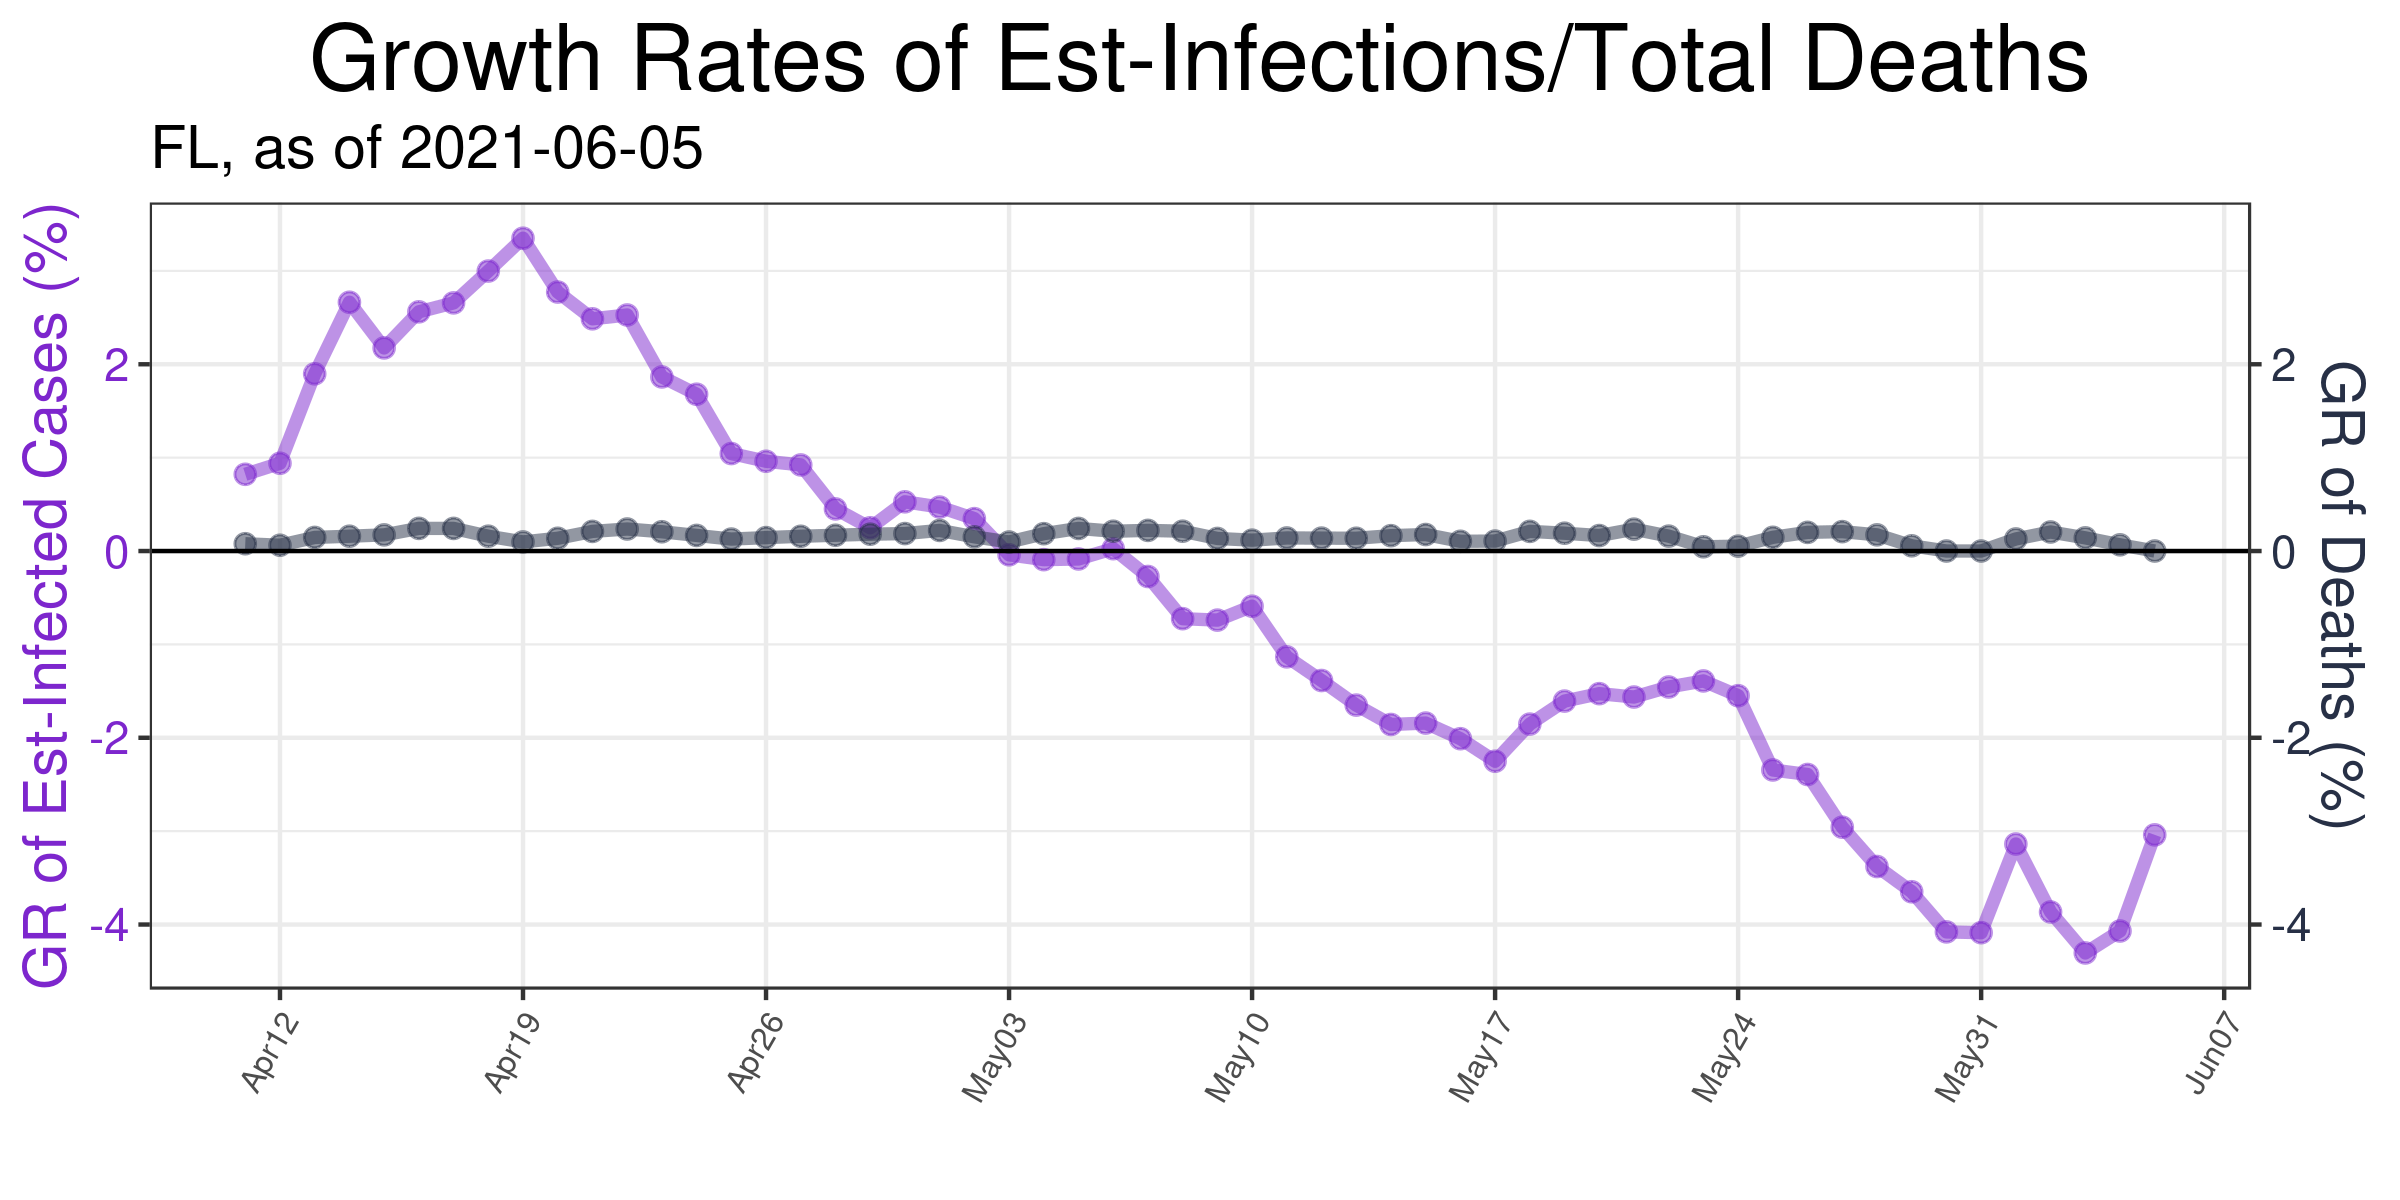 Growth Rates of Est-Infections/Total Deaths
FL, as of 2021-06-05
GR of Est-Infected Cases (%)
2
0
-2
-4
2
0
-2
-4
GR of Deaths (%)
Apr12
Apr19
Apr26
May03
May10
May17
May24
May31
Jun07